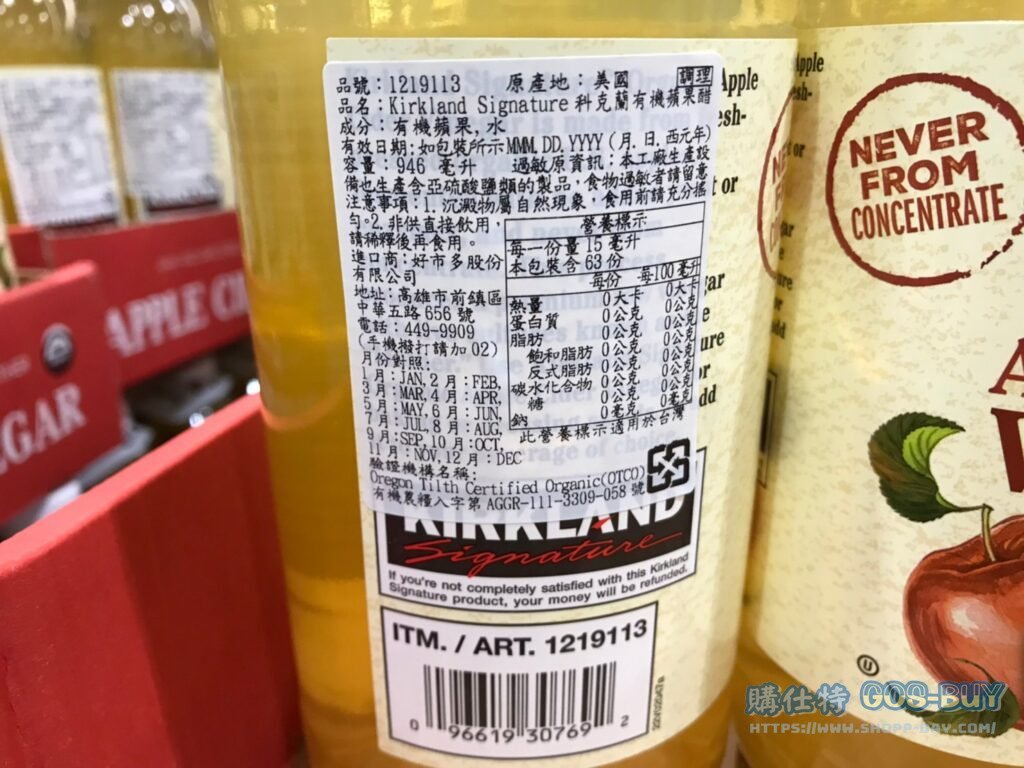 品號：1219113 原產地：美國 調理
品名：Kirkland Signature 科克蘭有機蘋果醋
成分：有機蘋果, 水
有效日期: 如包裝所示MMM. DD. YYYY (月. 日. 西元年)
容量：946 毫升 過敏原資訊：本工廠生產設
備也生產含亞硫酸鹽類的製品，食物過敏者請留意
注意事項：1. 沉澱物屬自然現象，食用前請充分搖
勻。2. 非供直接飲用，
請稀釋後再食用。
進口商：好市多股份
有限公司
地址：高雄市前鎮區
中華五路 656 號
電話：449-9909
(手機撥打請加 02)
月份對照：
1月：JAN, 2月：FEB,
3月：MAR, 4月：APR,
5月：MAY, 6月：JUN,
7月：JUL, 8月：AUG,
9月：SEP, 10月：OCT,
11月：NOV, 12月：DEC
營養標示
每一份量 15 毫升
本包裝含 63 份
每份 每100 毫升
熱量 0大卡 0大卡
蛋白質 0公克 0公克
脂肪 0公克 0公克
飽和脂肪 0公克 0公克
反式脂肪 0公克 0公克
碳水化合物 0公克 0公克
糖 0公克 0公克
鈉 0毫克 0毫克
此營養標示適用於台灣
驗證機構名稱：
Oregon Tilth Certified Organic(OTCO)
有機農糧入字第 AGGR-111-3309-058 號
KIRKLAND
Signature
If you're not completely satisfied with this Kirkland
Signature product, your money will be refunded.
ITM. / ART. 1219113
0 96619 30769 2
NEVER
FROM
CONCENTRATE
APPLE CI
EGAR
購仕特 GOS-BUY
HTTPS://WWW.SHOPP-BUY.COM/